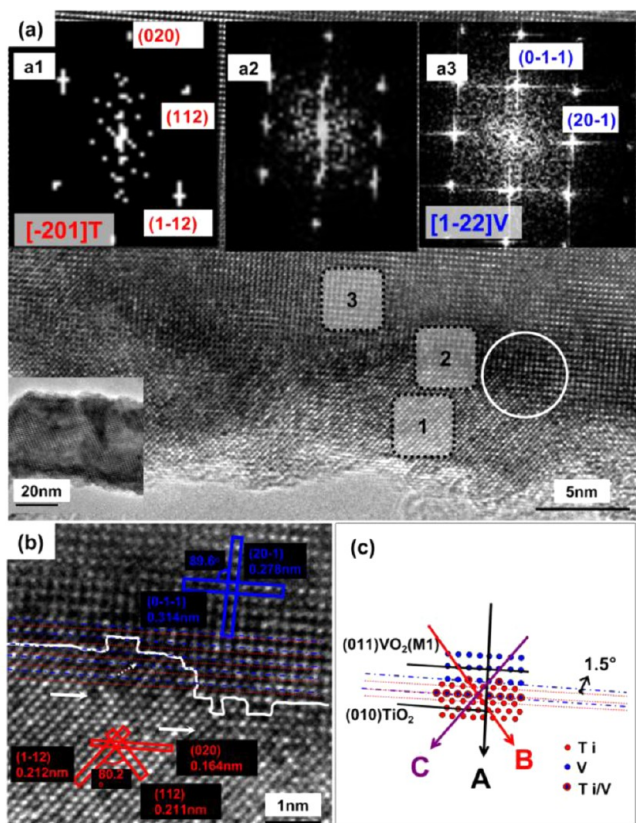 (a)
(020)
a1
a2
a3
(0-1-1)
(112)
(20-1)
(1-12)
[-201]T
[1-22]V
3
2
1
20nm
5nm
(b)
89.6°
(20-1)
0.278nm
(0-1-1)
0.314nm
(1-12)
0.212nm
80.2
°
(020)
0.164nm
(112)
0.211nm
1nm
(c)
(011)VO2(M1)
1.5°
(010)TiO2
C
A
B
Ti
V
Ti/V